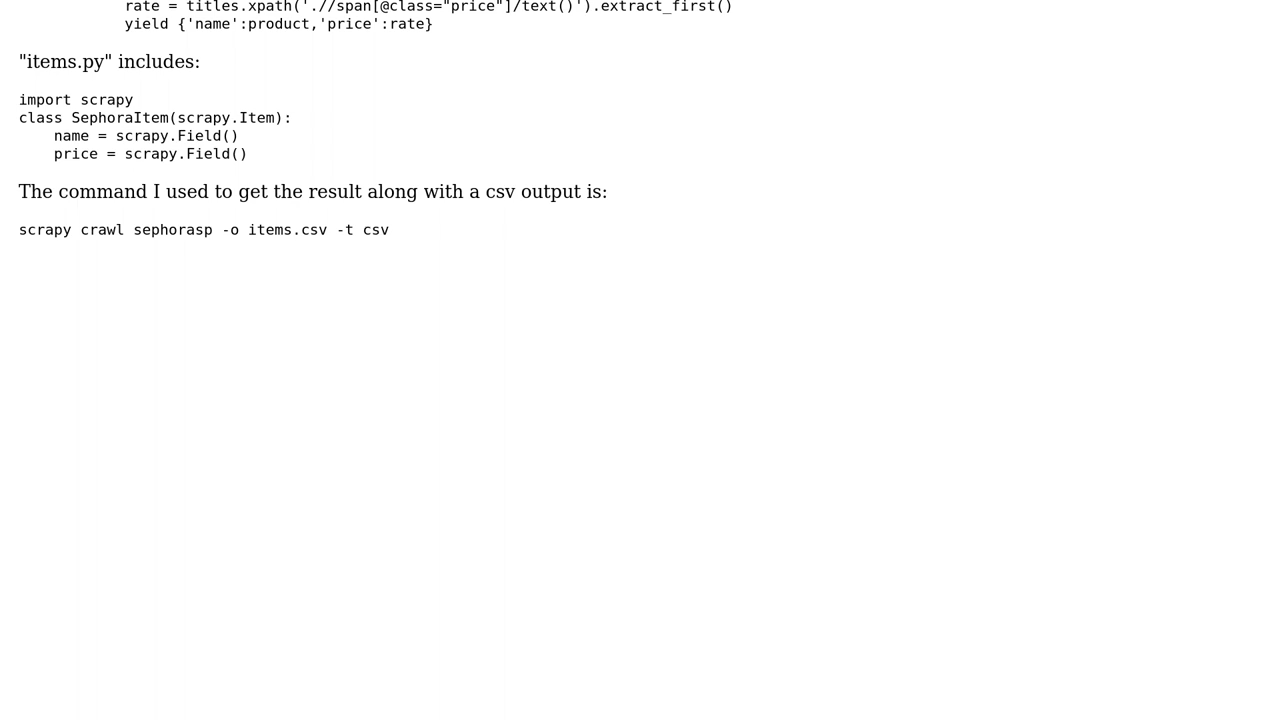 rate = titles.xpath('.//span[@class="price"]/text()').extract_first()
yield {'name':product,'price':rate}
"items.py" includes:
import scrapy
class SephoraItem(scrapy.Item):
    name = scrapy.Field()
    price = scrapy.Field()
The command I used to get the result along with a csv output is:
scrapy crawl sephorasp -o items.csv -t csv